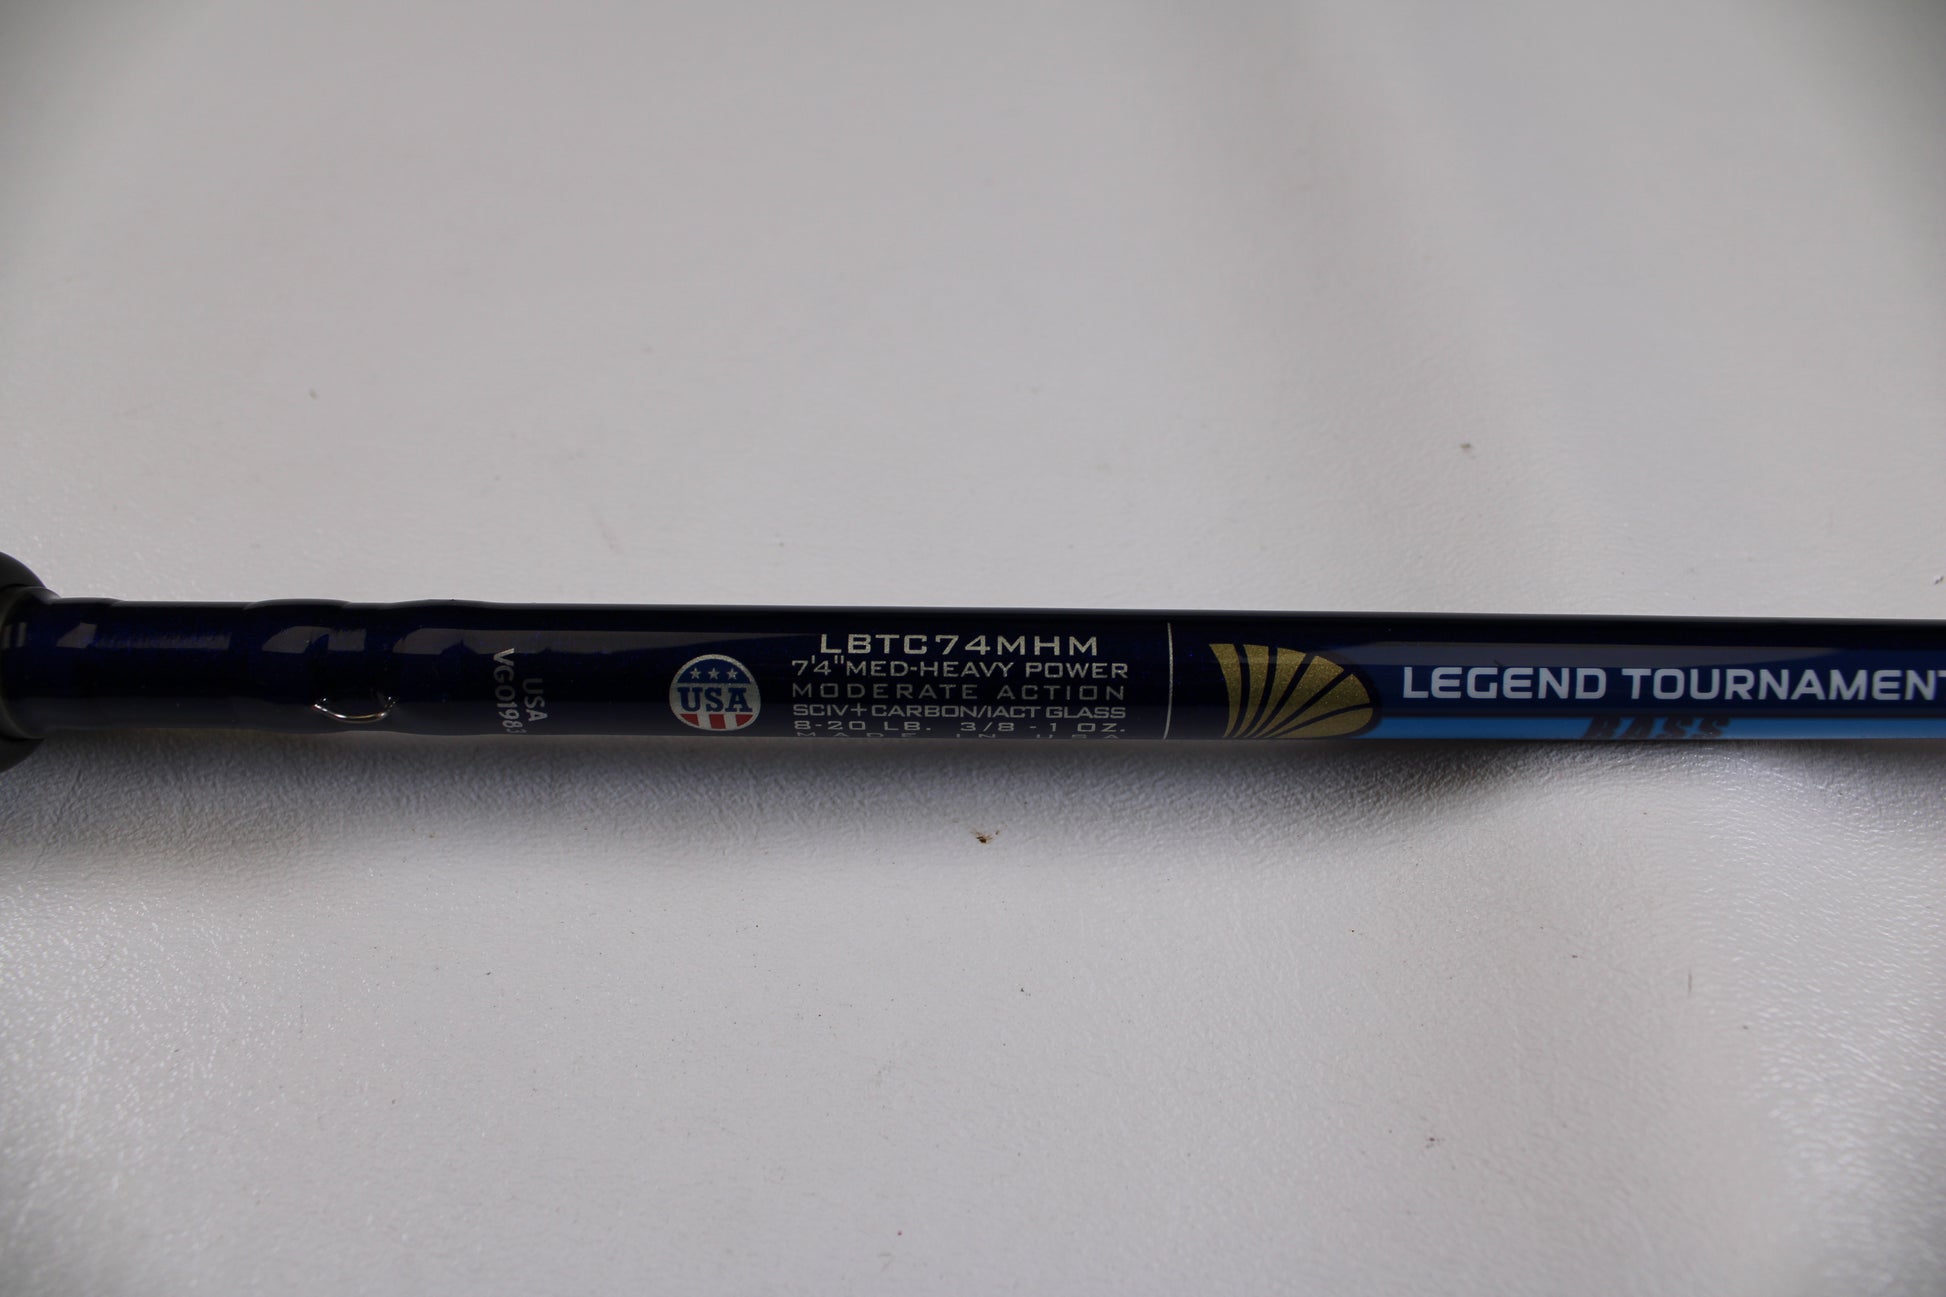 USA
VG01983
USA
LBTC74MHM
7'4" MED-HEAVY POWER
MODERATE ACTION
SCIV+CARBON/IACT GLASS
8-20 LB. 3/8 - 1 OZ.
MADE IN USA
LEGEND TOURNAMENT
BASS